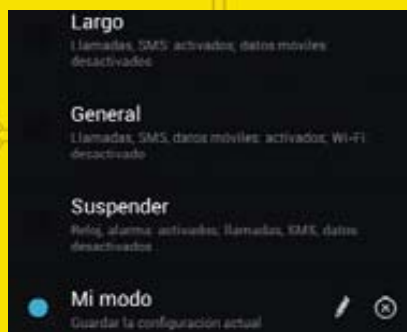 Largo
Llamadas, SMS: activados, datos móviles
desactivados
General
Llamadas, SMS, datos móviles: activados, Wi-Fi:
desactivado
Suspender
Reloj, alarma: activados, llamadas, SMS, datos
desactivados
Mi modo
Guardar la configuración actual